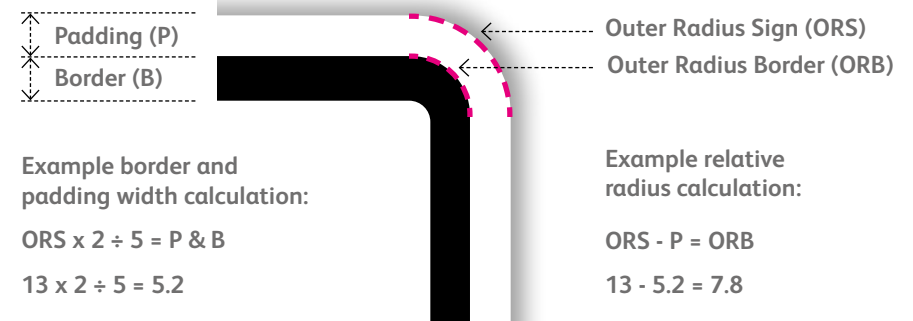 Padding (P)
Border (B)
Outer Radius Sign (ORS)
Outer Radius Border (ORB)
Example border and
padding width calculation:
ORS x 2 ÷ 5 = P & B
13 x 2 ÷ 5 = 5.2
Example relative
radius calculation:
ORS - P = ORB
13 - 5.2 = 7.8